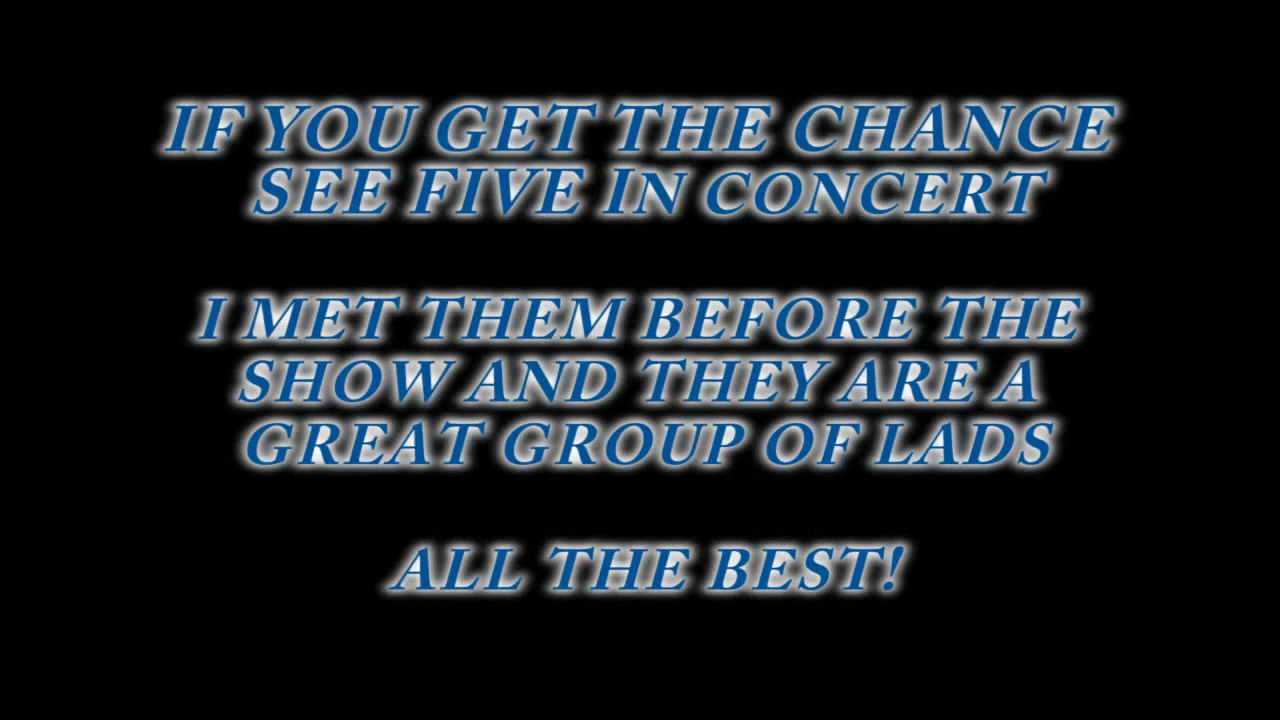 IF YOU GET THE CHANCE
SEE FIVE IN CONCERT
I MET THEM BEFORE THE
SHOW AND THEY ARE A
GREAT GROUP OF LADS
ALL THE BEST!